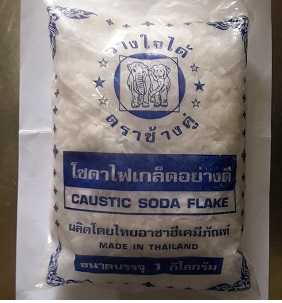 วางใจได้
ตราช้างคู่
โซดาไฟเกล็ดอย่างดี
CAUSTIC SODA FLAKE
ผลิตโดยไทยอาซาฮีเคมีภัณฑ์
MADE IN THAILAND
ขนาดบรรจุ 1 กิโลกรัม